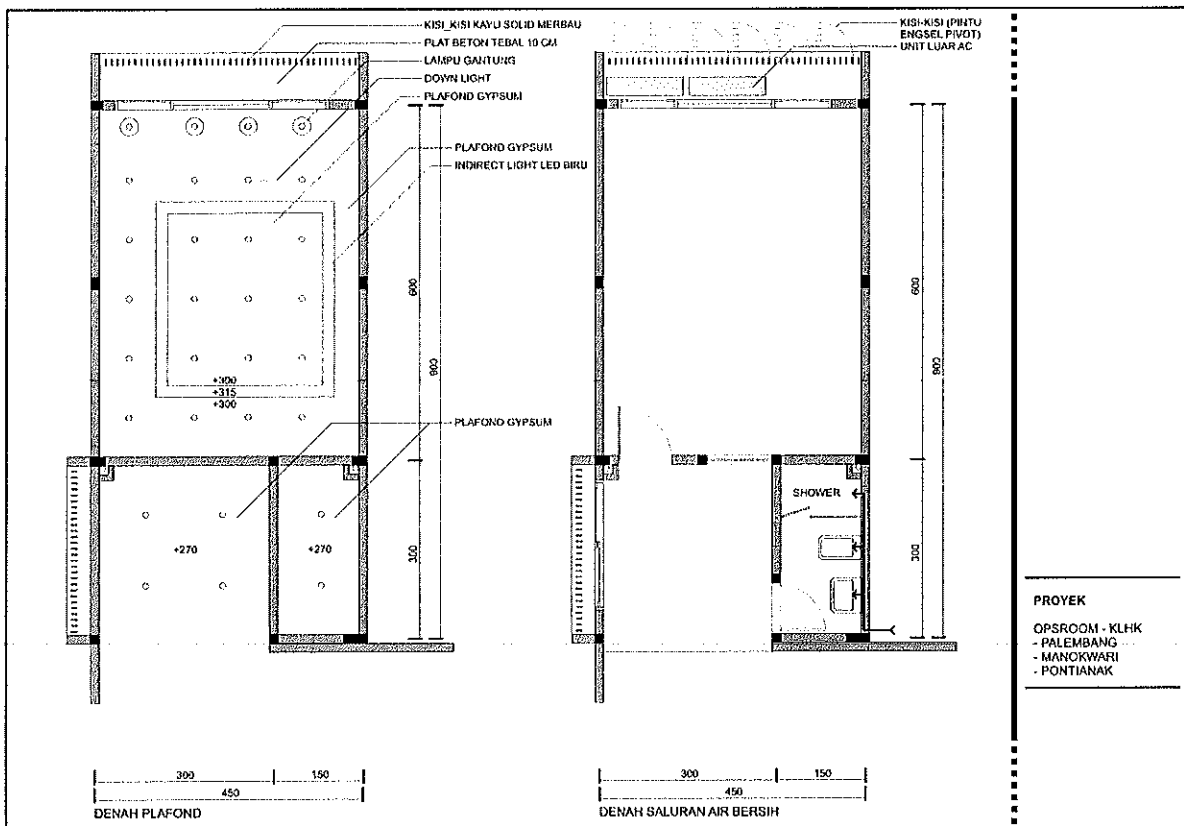 KISI_KISI KAYU SOLID MERBAU
PLAT BETON TEBAL 10 CM
LAMPU GANTUNG
DOWN LIGHT
PLAFOND GYPSUM
PLAFOND GYPSUM
INDIRECT LIGHT LED BIRU
600
900
+300
+315
+300
PLAFOND GYPSUM
+270
+270
300
300
150
450
DENAH PLAFOND
KISI-KISI (PINTU
ENGSEL PIVOT)
UNIT LUAR AC
600
900
SHOWER
300
300
150
450
DENAH SALURAN AIR BERSIH
PROYEK
OPSROOM - KLHK
- PALEMBANG
- MANOKWARI
- PONTIANAK